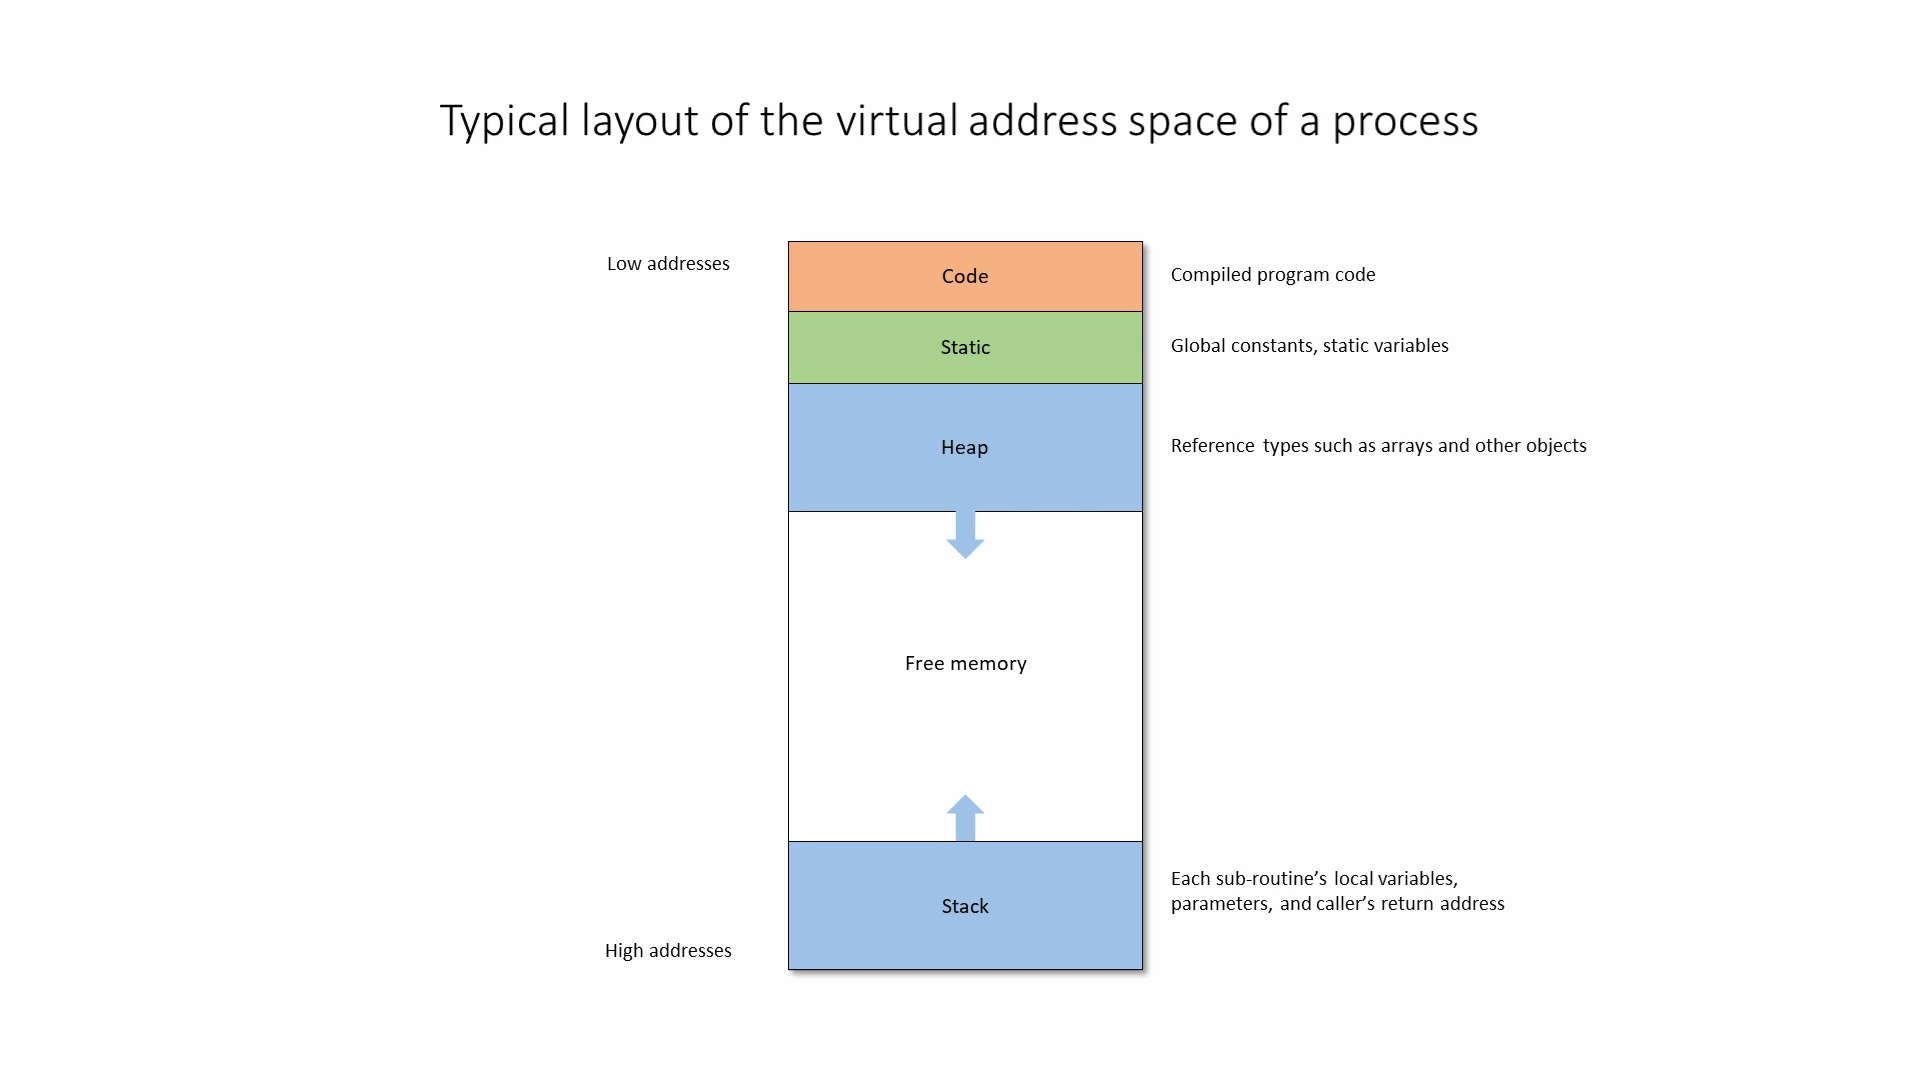 Typical layout of the virtual address space of a process
Low addresses
Code
Compiled program code
Static
Global constants, static variables
Heap
Reference types such as arrays and other objects
Free memory
Stack
Each sub-routine’s local variables,
parameters, and caller’s return address
High addresses